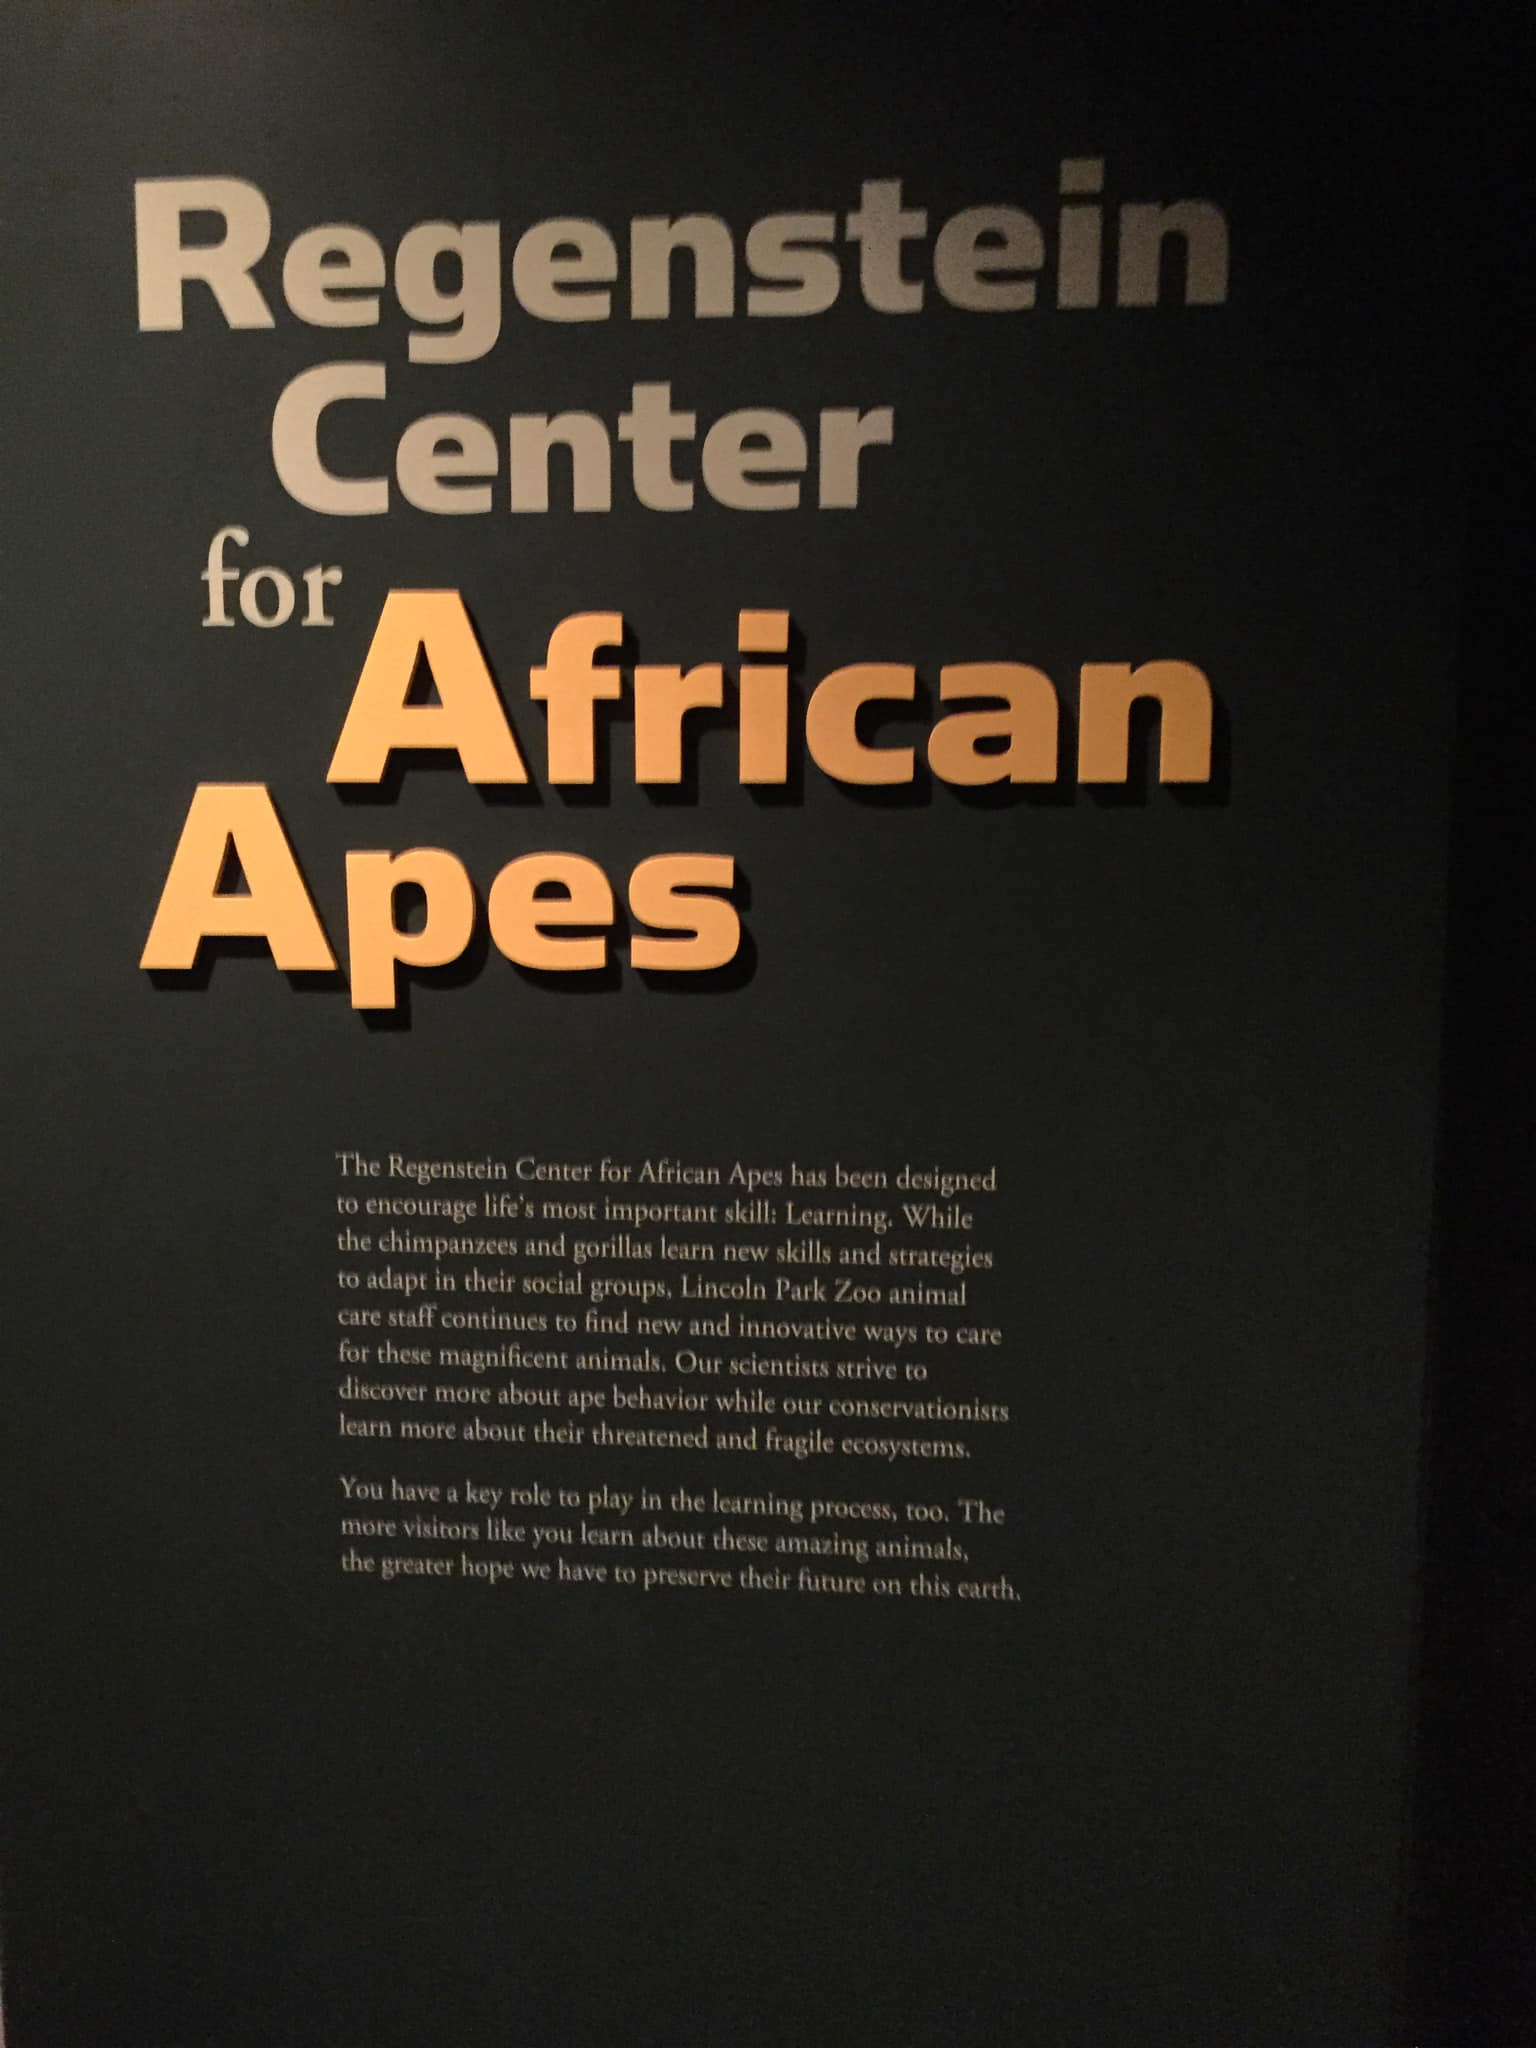 Regenstein
Center
for African
Apes
The Regenstein Center for African Apes has been designed
to encourage life's most important skill: Learning. While
the chimpanzees and gorillas learn new skills and strategies
to adapt in their social groups, Lincoln Park Zoo animal
care staff continues to find new and innovative ways to care
for these magnificent animals. Our scientists strive to
discover more about ape behavior while our conservationists
learn more about their threatened and fragile ecosystems.
You have a key role to play in the learning process, too. The
more visitors like you learn about these amazing animals,
the greater hope we have to preserve their future on this earth.